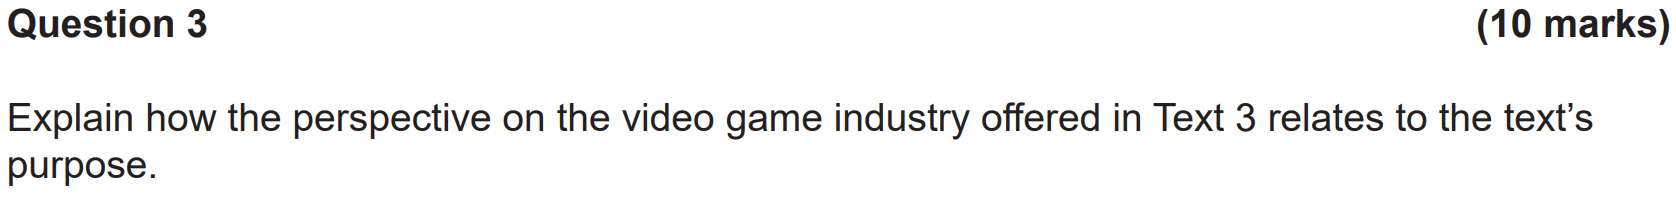 Question 3 (10 marks)
Explain how the perspective on the video game industry offered in Text 3 relates to the text’s
purpose.